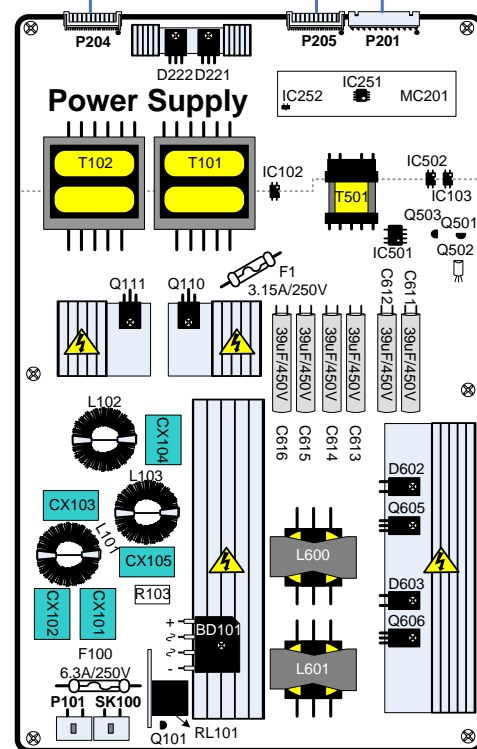 P204
P205
P201
D222 D221
Power Supply
IC251
IC252
MC201
T102
T101
IC102
T501
IC502
IC103
Q503
Q501
IC501
Q502
F1
3.15A/250V
Q111
Q110
C612
C611
39uF/450V
39uF/450V
39uF/450V
39uF/450V
39uF/450V
39uF/450V
C616
C615
C614
C613
L102
CX104
L103
CX103
L101
CX105
R103
CX102
CX101
D602
Q605
L600
D603
Q606
L601
+
~
~
-
BD101
F100
6.3A/250V
P101
SK100
Q101
RL101